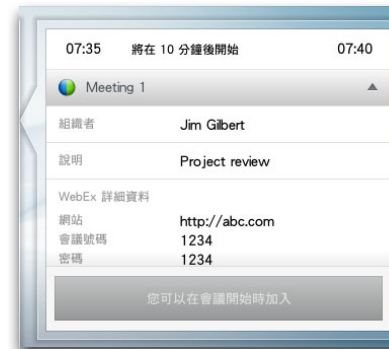 07:35 將在 10 分鐘後開始 07:40
Meeting 1
組織者 Jim Gilbert
說明 Project review
WebEx 詳細資料
網站 http://abc.com
會議號碼 1234
密碼 1234
您可以在會議開始時加入